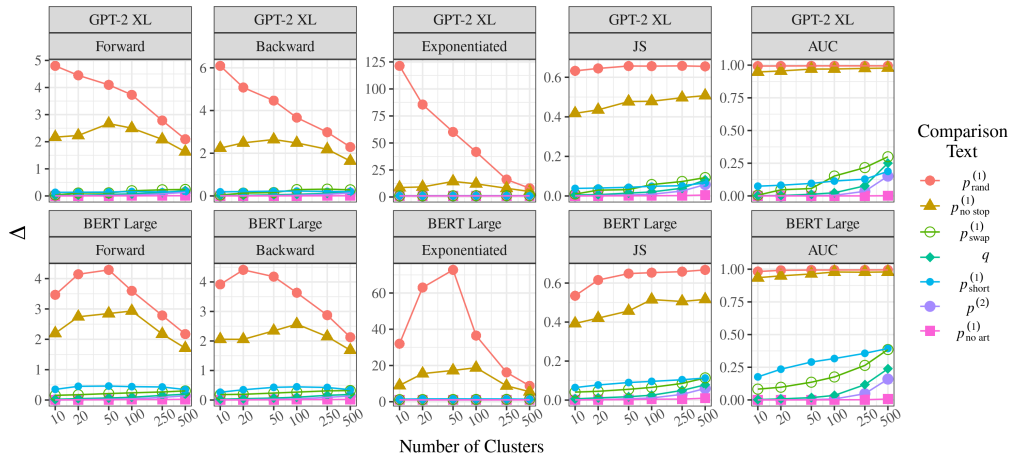 GPT-2 XL GPT-2 XL GPT-2 XL GPT-2 XL GPT-2 XL
Forward Backward Exponentiated JS AUC
5 4 3 2 1 0
6 4 2 0
125 100 75 50 25 0
0.6 0.4 0.2 0.0
1.00 0.75 0.50 0.25 0.00
BERT Large BERT Large BERT Large BERT Large BERT Large
Forward Backward Exponentiated JS AUC
4 3 2 1 0
4 3 2 1 0
60 40 20 0
0.6 0.4 0.2 0.0
1.00 0.75 0.50 0.25 0.00
10 20 50 100 250 500
10 20 50 100 250 500
10 20 50 100 250 500
10 20 50 100 250 500
10 20 50 100 250 500
Δ
Number of Clusters
Comparison
Text
p_rand^(1)
p_no stop^(1)
p_swap^(1)
q
p_short^(1)
p^(2)
p_no art^(1)